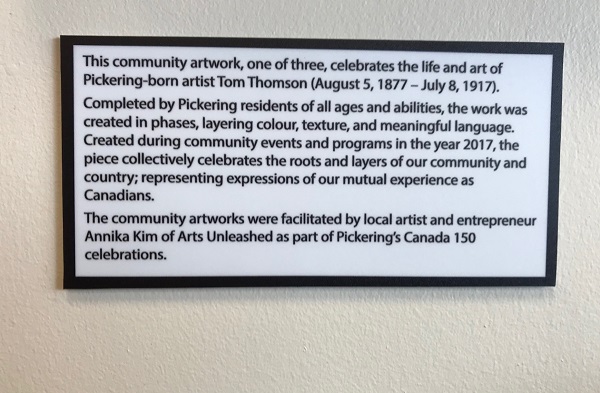 This community artwork, one of three, celebrates the life and art of
Pickering-born artist Tom Thomson (August 5, 1877 – July 8, 1917).
Completed by Pickering residents of all ages and abilities, the work was
created in phases, layering colour, texture, and meaningful language.
Created during community events and programs in the year 2017, the
piece collectively celebrates the roots and layers of our community and
country; representing expressions of our mutual experience as
Canadians.
The community artworks were facilitated by local artist and entrepreneur
Annika Kim of Arts Unleashed as part of Pickering's Canada 150
celebrations.